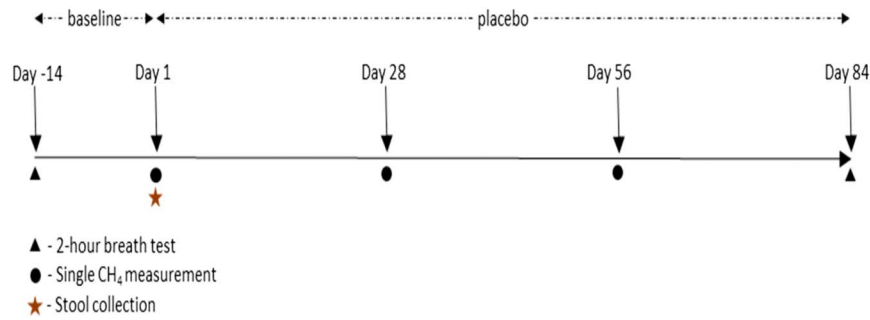 baseline placebo
Day -14 Day 1 Day 28 Day 56 Day 84
- 2-hour breath test
- Single CH₄ measurement
- Stool collection